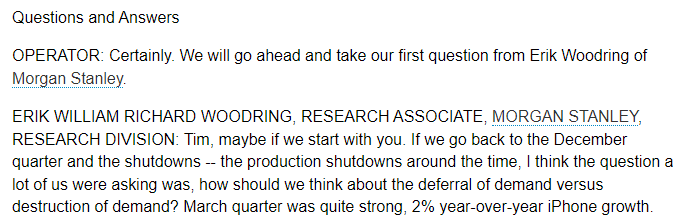 Questions and Answers
OPERATOR: Certainly. We will go ahead and take our first question from Erik Woodring of
Morgan Stanley.
ERIK WILLIAM RICHARD WOODRING, RESEARCH ASSOCIATE, MORGAN STANLEY,
RESEARCH DIVISION: Tim, maybe if we start with you. If we go back to the December
quarter and the shutdowns -- the production shutdowns around the time, I think the question a
lot of us were asking was, how should we think about the deferral of demand versus
destruction of demand? March quarter was quite strong, 2% year-over-year iPhone growth.